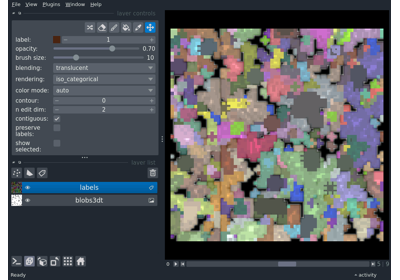 File View Plugins Window Help
layer controls
label: 1
opacity: 0.70
brush size: 10
blending: translucent
rendering: iso_categorical
color mode: auto
contour: 0
n edit dim: 2
contiguous:
preserve
labels:
show
selected:
layer list
labels
blobs3dt
Ready
activity